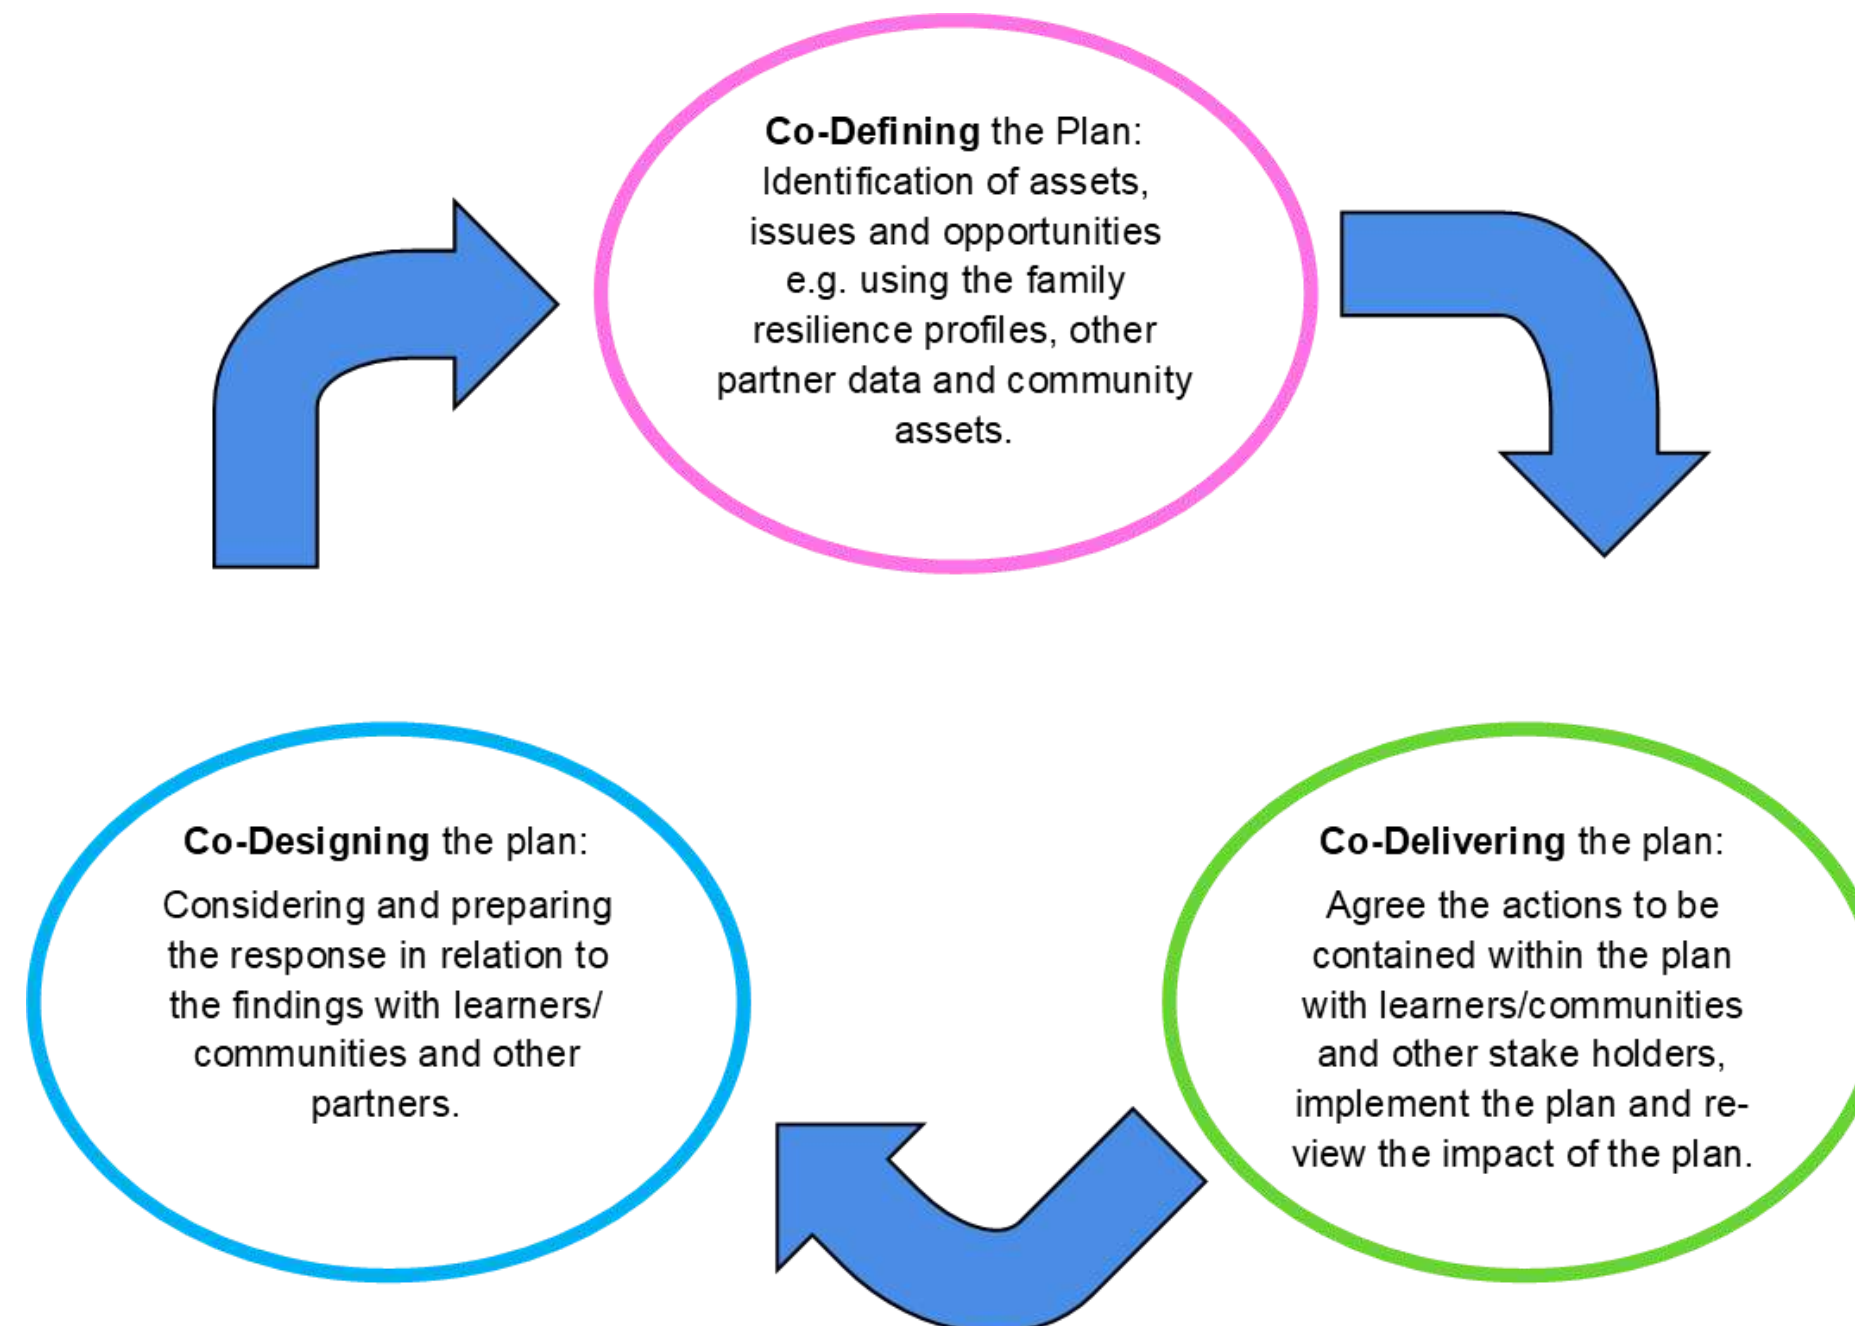 Co-Defining the Plan:
Identification of assets,
issues and opportunities
e.g. using the family
resilience profiles, other
partner data and community
assets.
Co-Designing the plan:
Considering and preparing
the response in relation to
the findings with learners/
communities and other
partners.
Co-Delivering the plan:
Agree the actions to be
contained within the plan
with learners/communities
and other stake holders,
implement the plan and re-
view the impact of the plan.